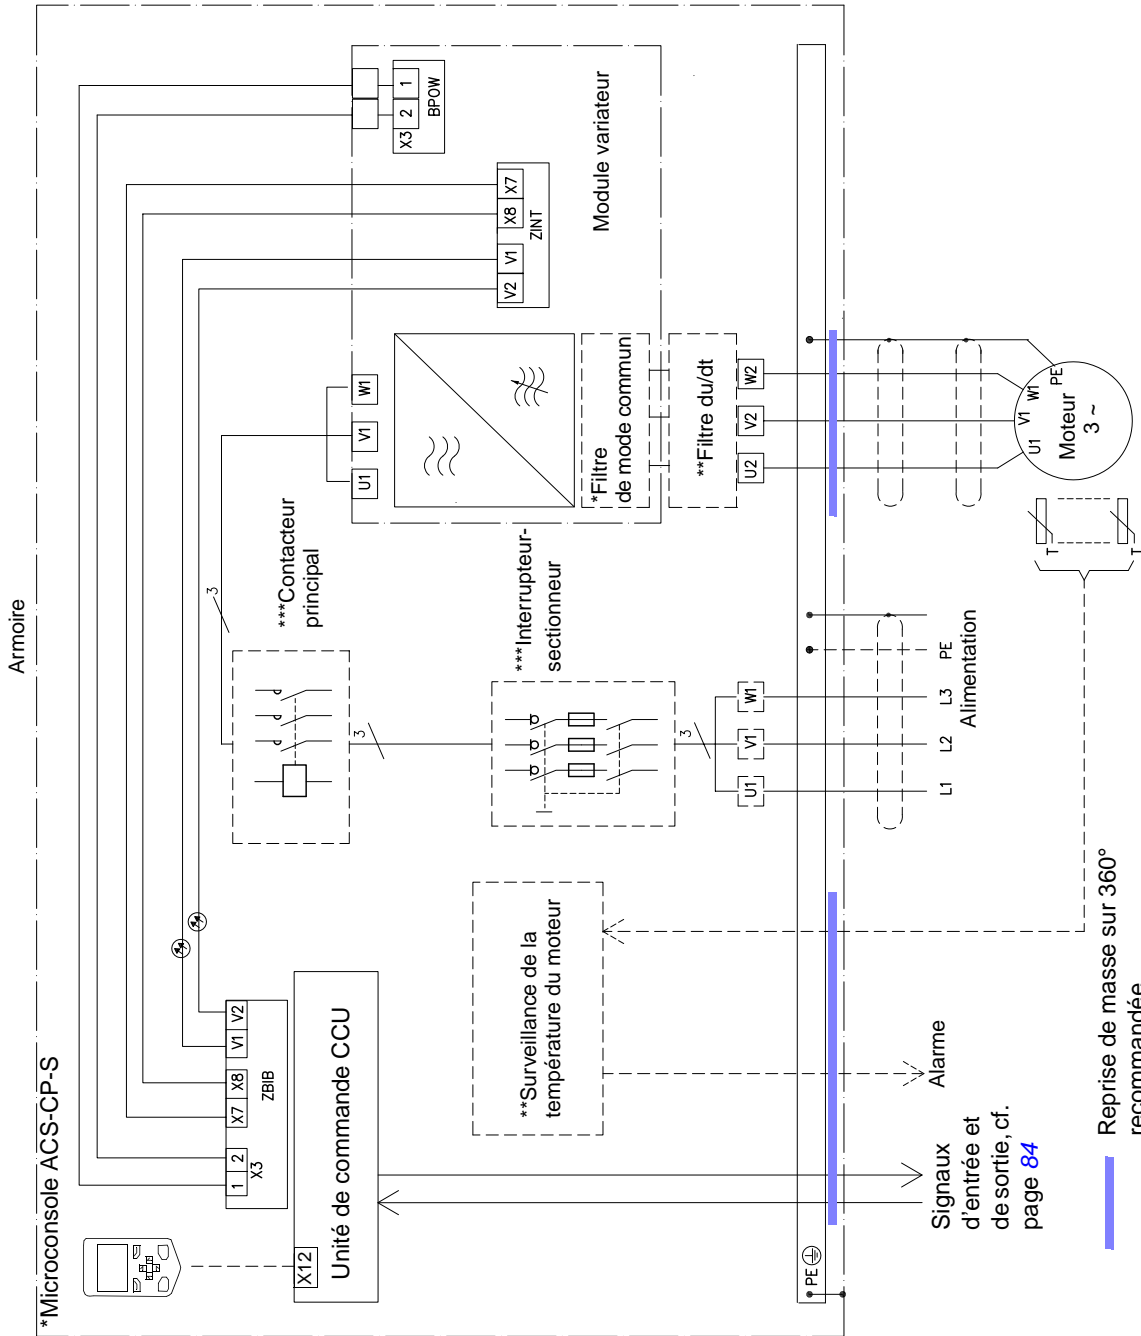 Armoire
*Microconsole ACS-CP-S
X12
Unité de commande CCU
1 2
X3
X7 X8
V1 V2
ZBIB
3
***Contacteur
principal
3
***Interrupteur-
sectionneur
3
U1 V1 W1
U1 V1 W1
*Filtre
de mode commun
**Filtre du/dt
U2 V2 W2
V2 V1
X8 X7
ZINT
X3 2 1
BPOW
Module variateur
**Surveillance de la
température du moteur
PE
Signaux
d'entrée et
de sortie, cf.
page 84
Alarme
L1 L2 L3 PE
Alimentation
U1 V1 W1 PE
Moteur
3 ~
T T
Reprise de masse sur 360°
recommandée